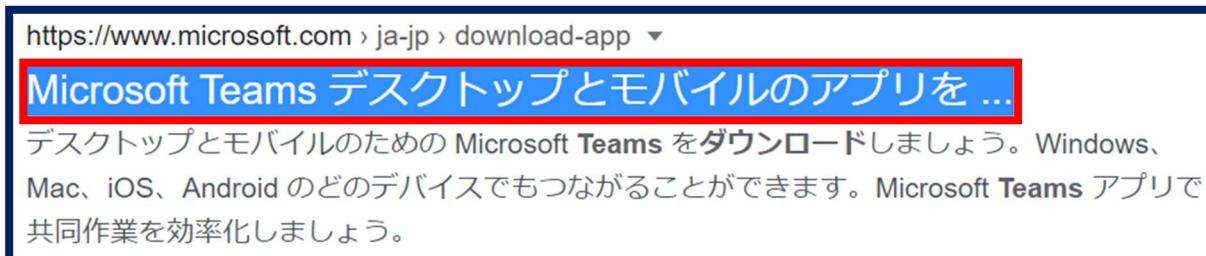 https://www.microsoft.com › ja-jp › download-app ▼
Microsoft Teams デスクトップとモバイルのアプリを ...
デスクトップとモバイルのための Microsoft Teams をダウンロードしましょう。Windows、
Mac、iOS、Android のどのデバイスでもつながることができます。Microsoft Teams アプリで
共同作業を効率化しましょう。